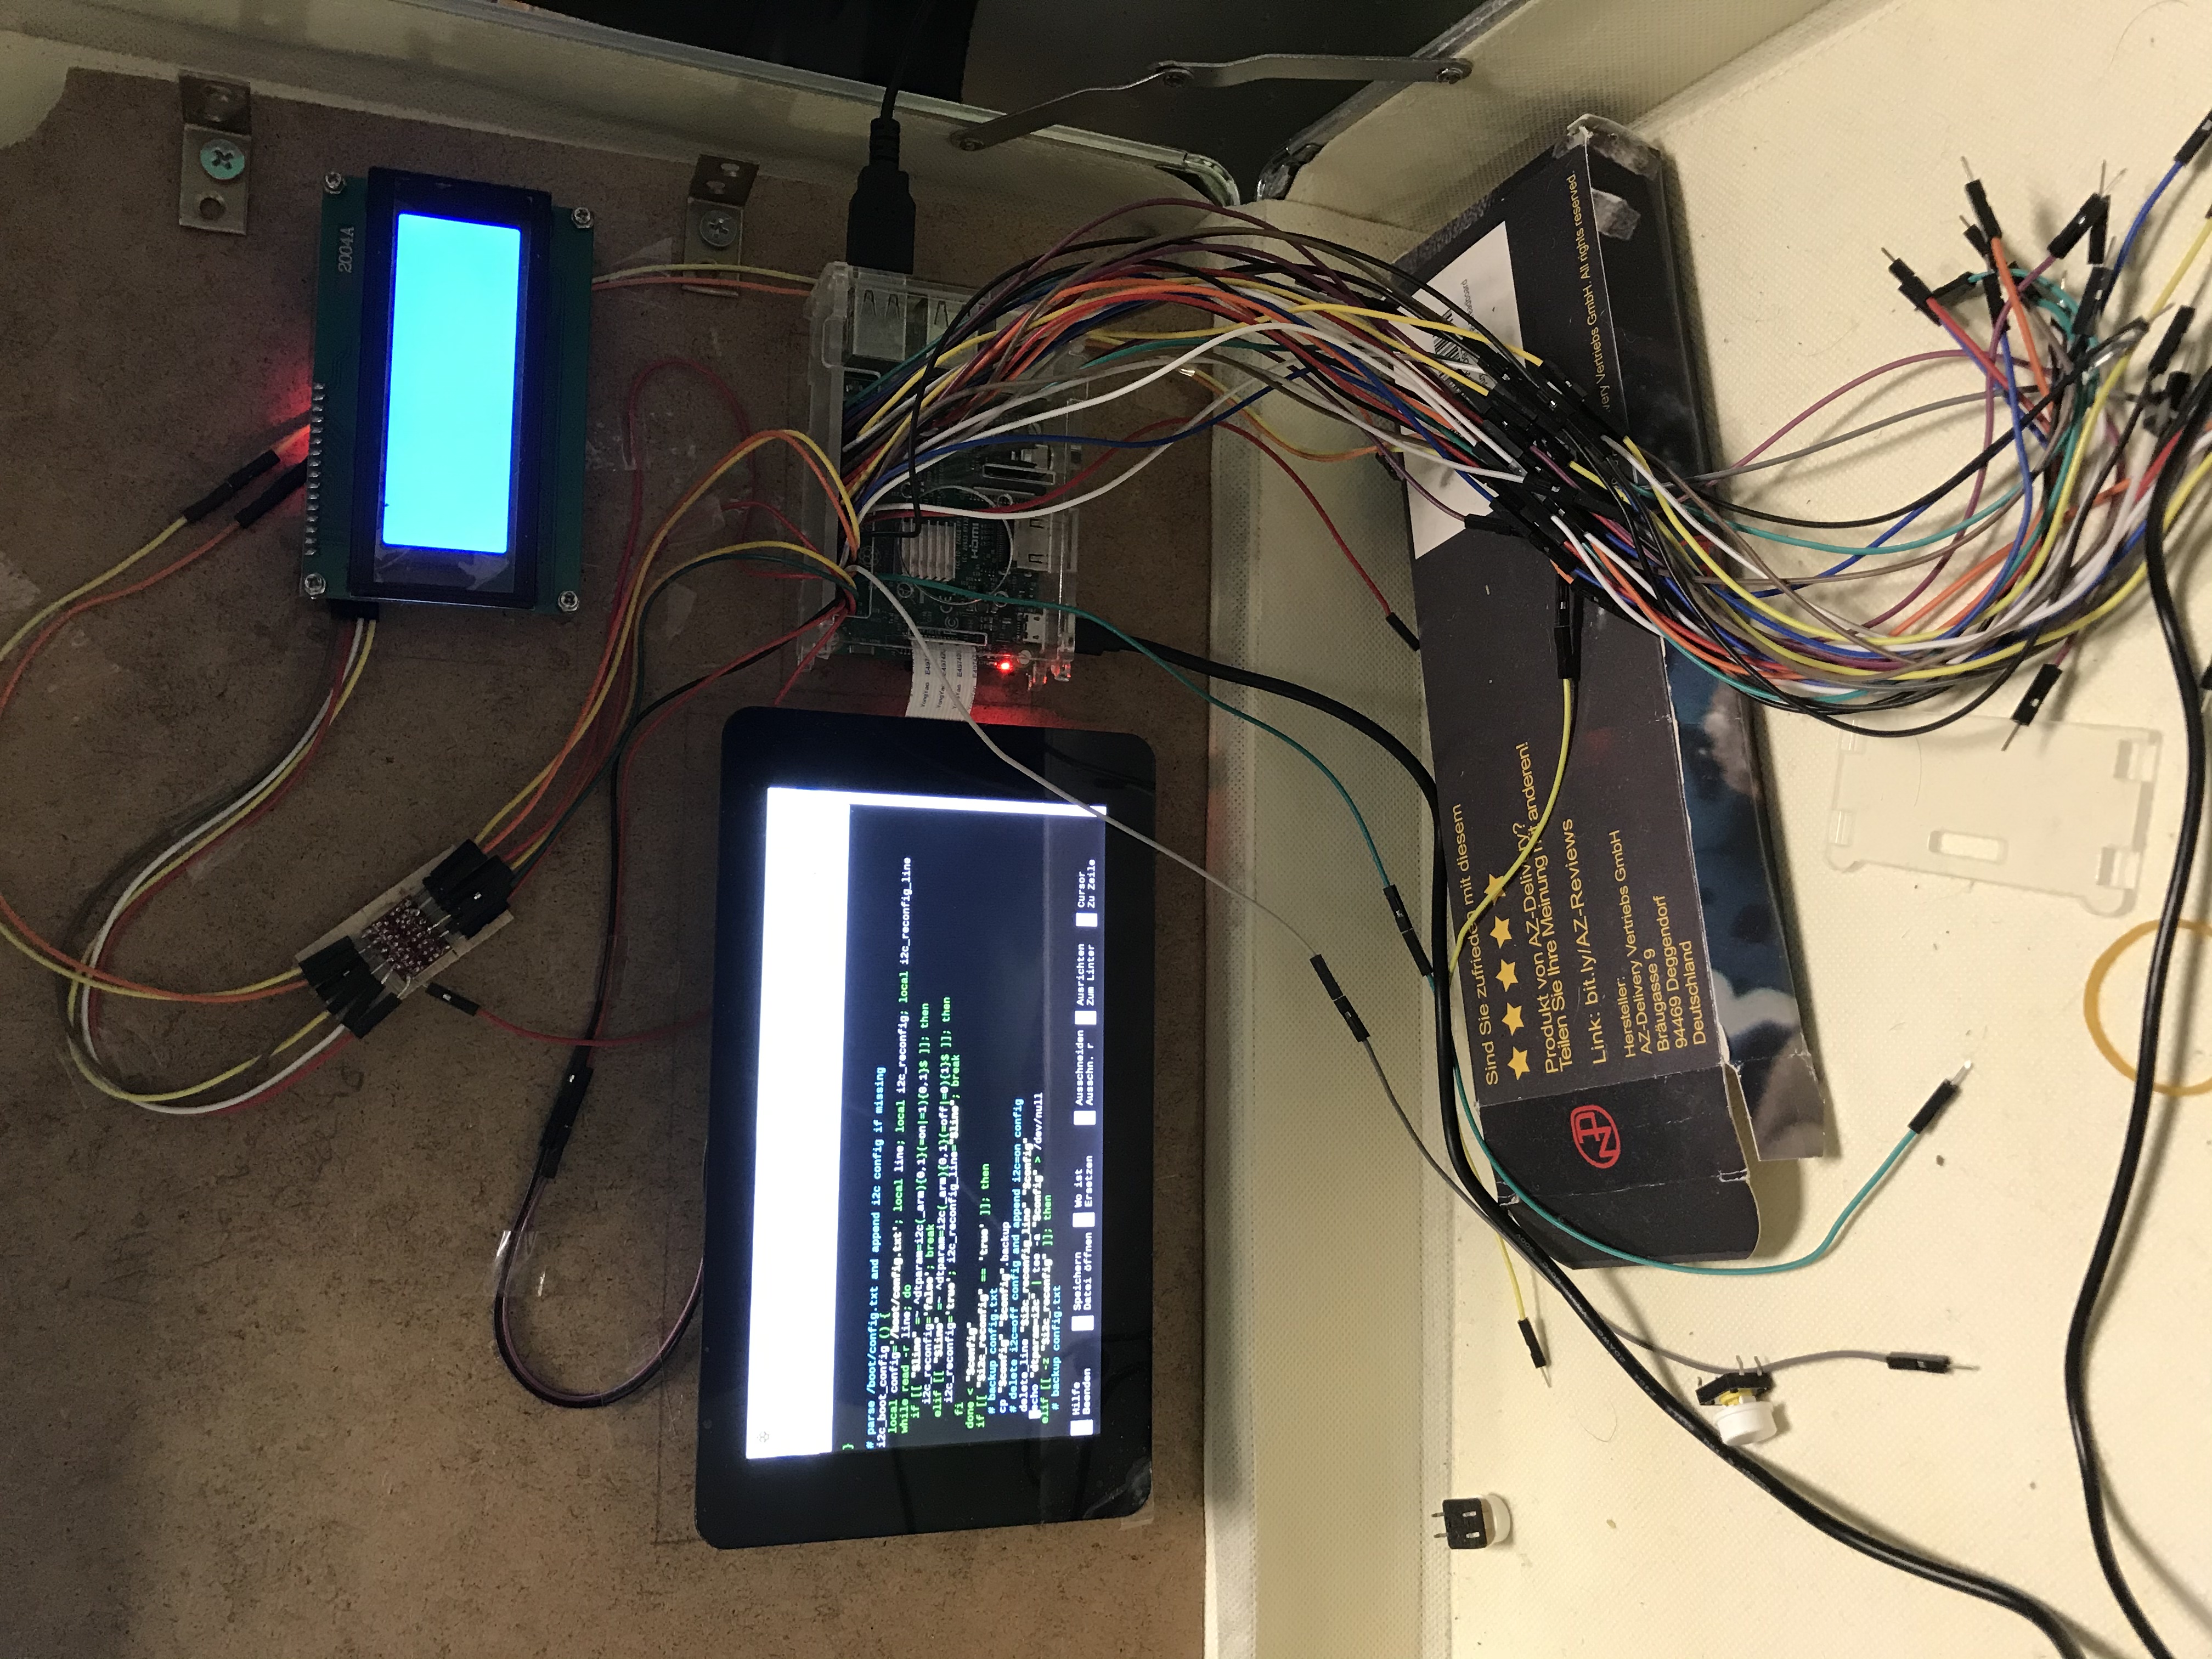 2004A
}
# parse /boot/config.txt and append i2c config if missing
i2c_boot_config () {
local config='/boot/config.txt'; local line; local i2c_reconfig; local i2c_reconfig_line
while read -r line; do
if [[ "$line" =~ ^dtparam=i2c(_arm){0,1}(=on|=1){0,1}$ ]]; then
i2c_reconfig='false'; break
elif [[ "$line" =~ ^dtparam=i2c(_arm){0,1}(=off|=0){1}$ ]]; then
i2c_reconfig='true'; i2c_reconfig_line="$line"; break
fi
done < "$config"
if [[ "$i2c_reconfig" == 'true' ]]; then
# backup config.txt
cp "$config" "$config".backup
# delete i2c=off config and append i2c=on config
delete_line "$i2c_reconfig_line" "$config"
echo "dtparam=i2c" | tee -a "$config" > /dev/null
elif [[ -z "$i2c_reconfig" ]]; then
# backup config.txt
Hilfe Speichern Wo ist Ausschneiden Ausrichten Cursor
Beenden Datei öffnen Ersetzen Ausschn. r Zum Linter Zu Zeile
Sind Sie zufrieden mit diesem
Produkt von AZ-Delivery?
Teilen Sie Ihre Meinung mit anderen!
Link: bit.ly/AZ-Reviews
Hersteller:
AZ-Delivery Vertriebs GmbH
Bräugasse 9
94469 Deggendorf
Deutschland
Vertriebs GmbH. All rights reserved.